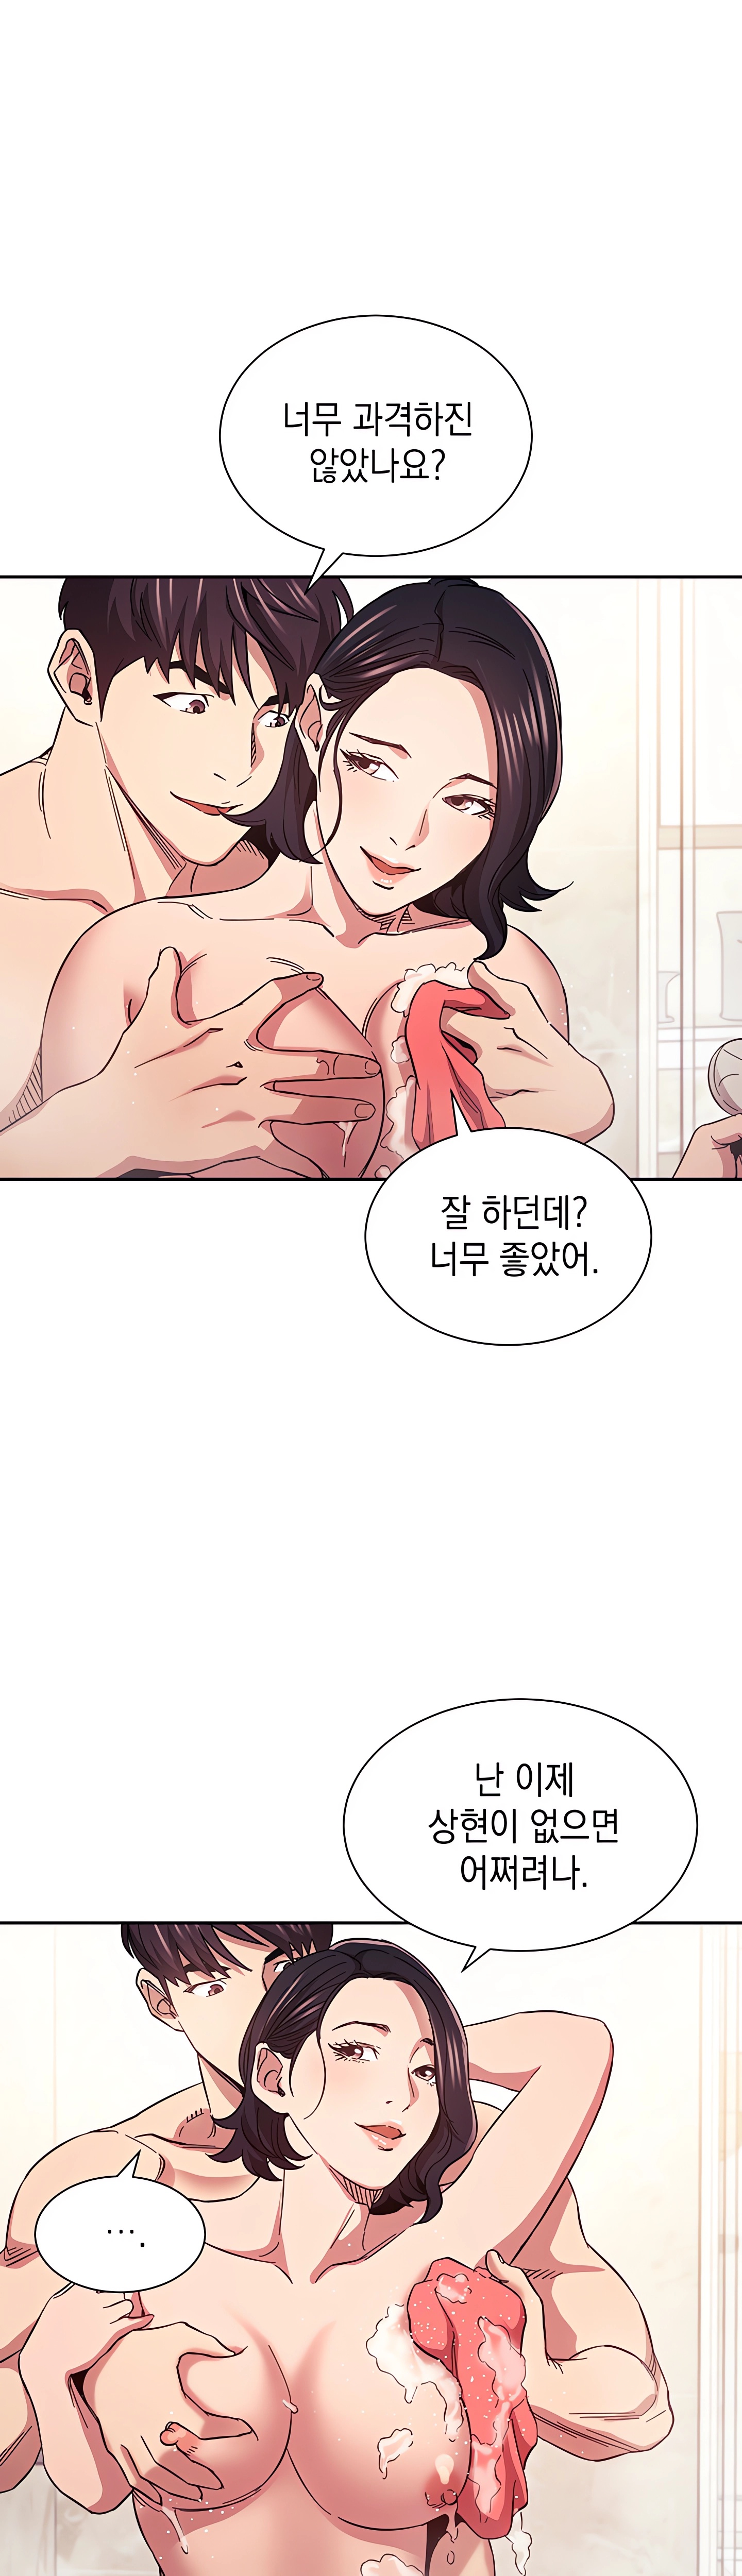 너무 과격하진
않았나요?
잘 하던데?
너무 좋았어.
난 이제
상현이 없으면
어쩌려나.
….